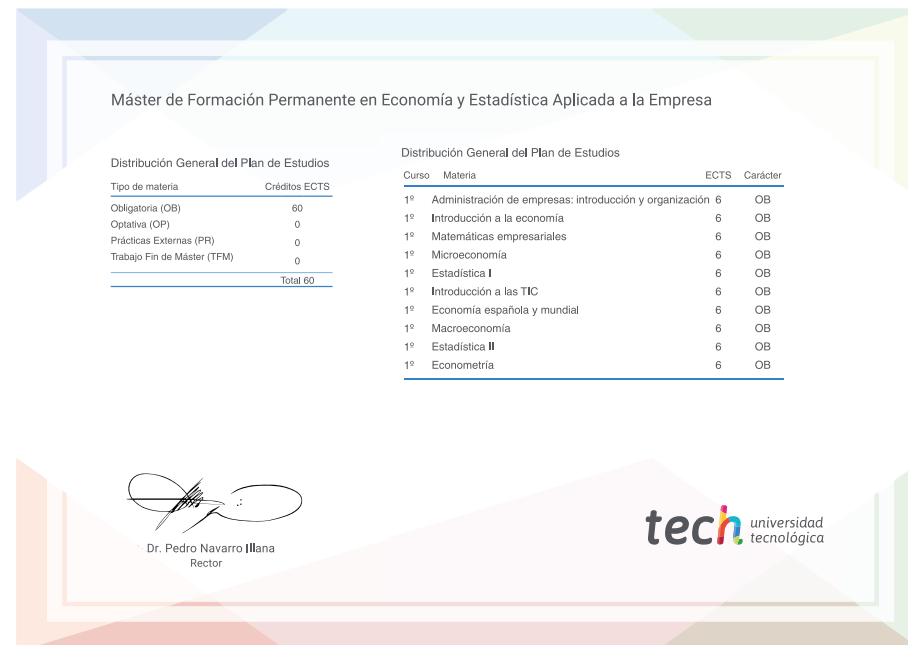 Máster de Formación Permanente en Economía y Estadística Aplicada a la Empresa
Distribución General del Plan de Estudios
Tipo de materia Créditos ECTS
Obligatoria (OB) 60
Optativa (OP) 0
Prácticas Externas (PR) 0
Trabajo Fin de Máster (TFM) 0
Total 60
Distribución General del Plan de Estudios
Curso Materia ECTS Carácter
1º Administración de empresas: introducción y organización 6 OB
1º Introducción a la economía 6 OB
1º Matemáticas empresariales 6 OB
1º Microeconomía 6 OB
1º Estadística I 6 OB
1º Introducción a las TIC 6 OB
1º Economía española y mundial 6 OB
1º Macroeconomía 6 OB
1º Estadística II 6 OB
1º Econometría 6 OB
Dr. Pedro Navarro Illana
Rector
tech universidad
tecnológica